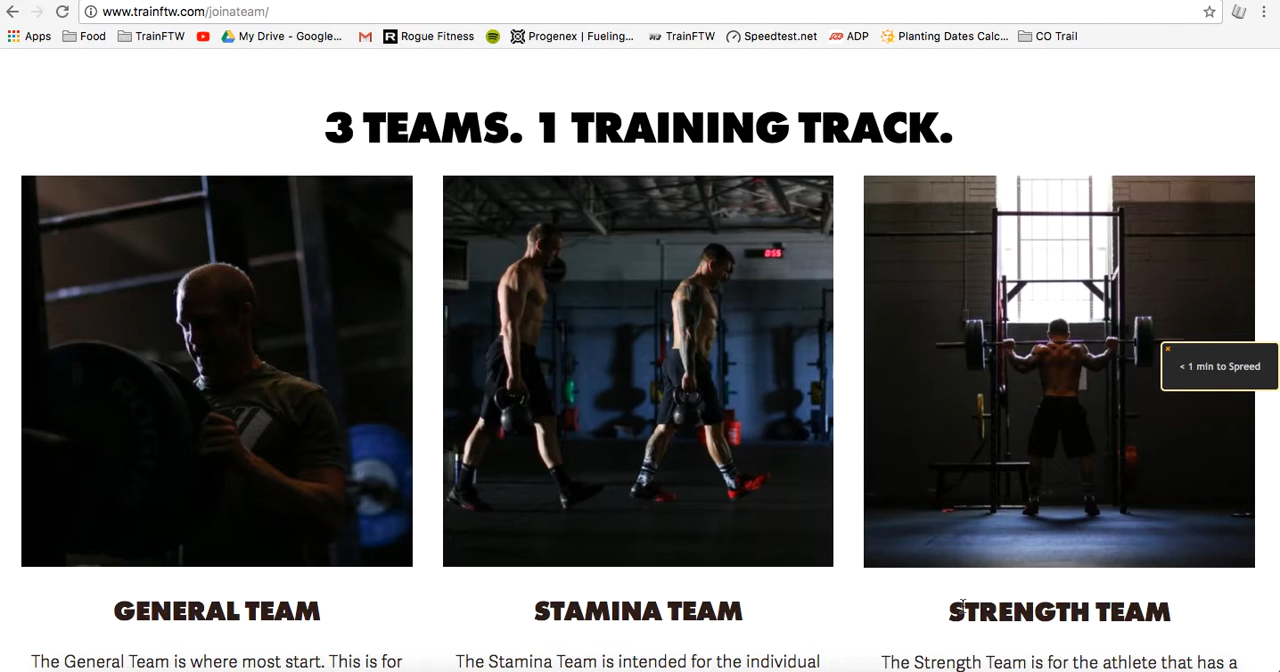 www.trainftw.com/joinateam/
Apps Food TrainFTW My Drive - Google... Rogue Fitness Progenex | Fueling... TrainFTW Speedtest.net ADP Planting Dates Calc... CO Trail
3 TEAMS. 1 TRAINING TRACK.
055
< 1 min to Spreed
GENERAL TEAM STAMINA TEAM STRENGTH TEAM
The General Team is where most start. This is for The Stamina Team is intended for the individual The Strength Team is for the athlete that has a